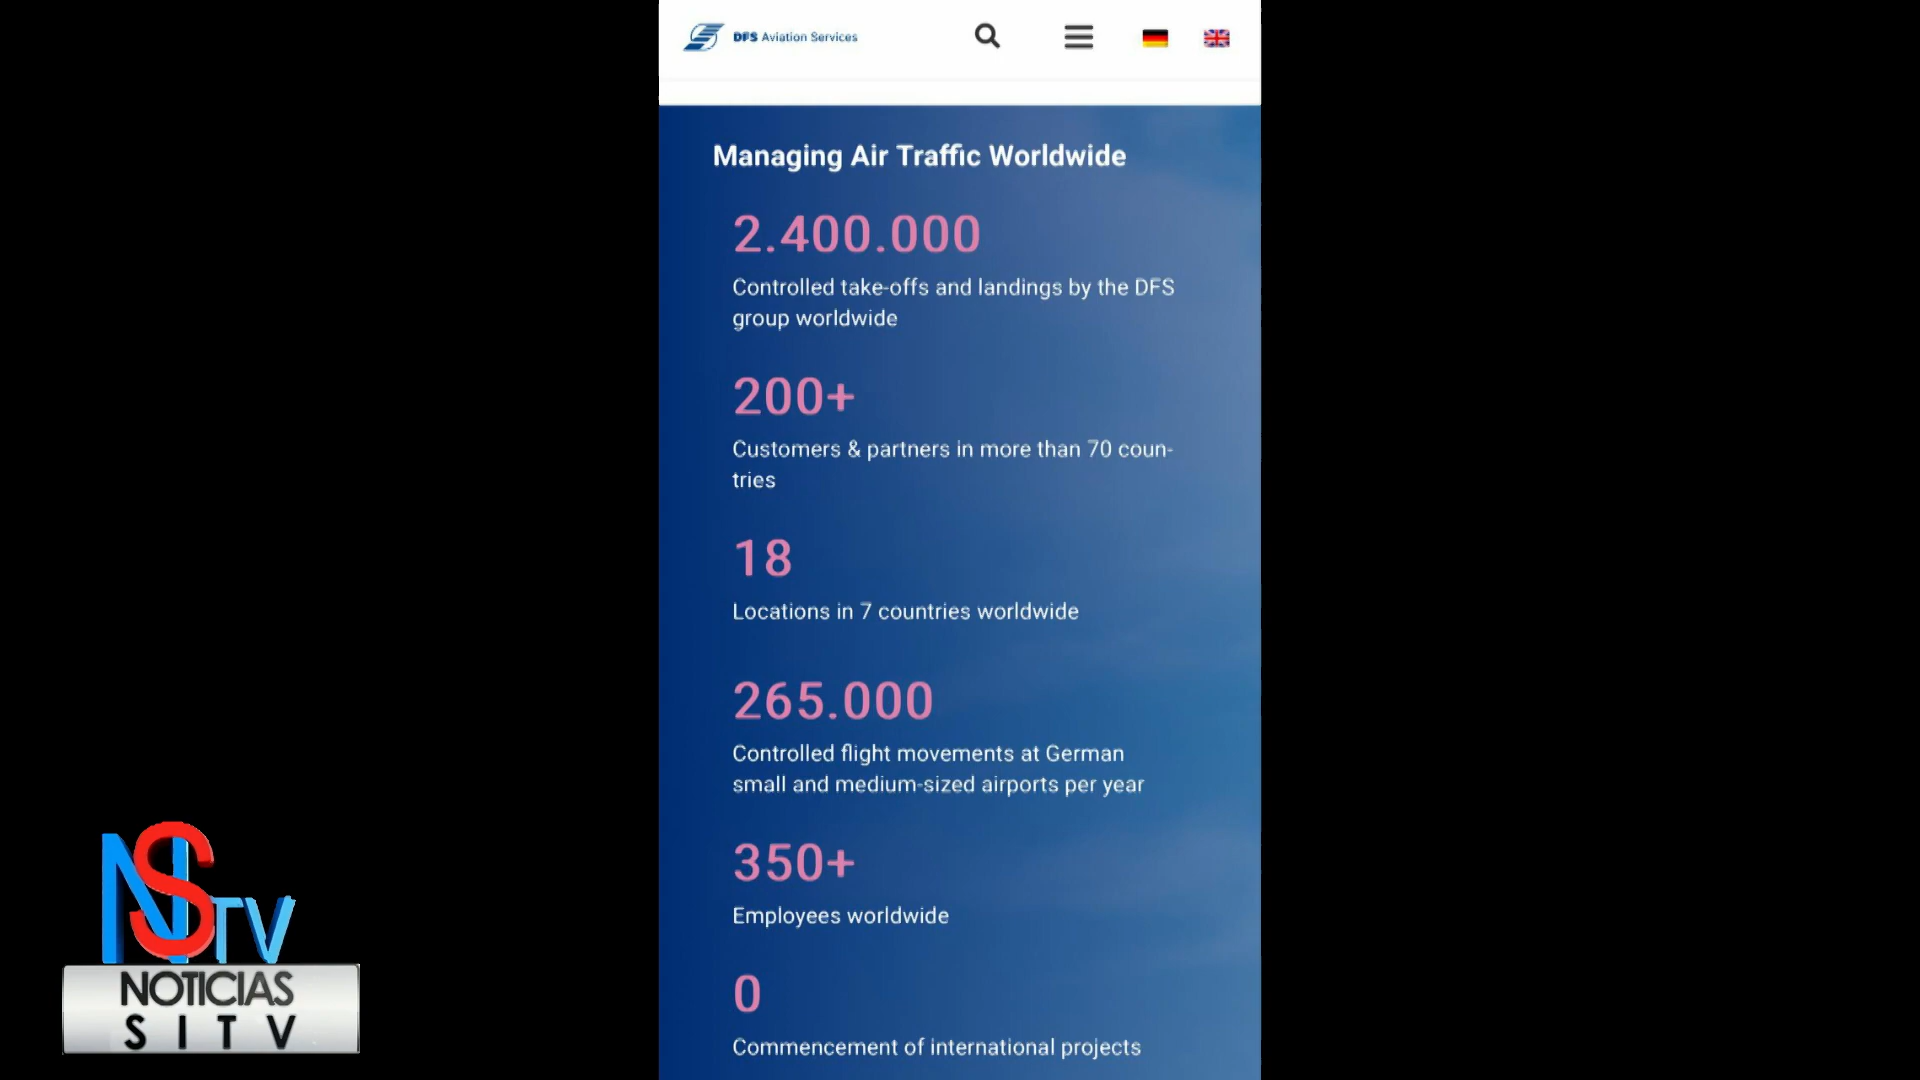 DFS Aviation Services
Managing Air Traffic Worldwide
2.400.000
Controlled take-offs and landings by the DFS
group worldwide
200+
Customers & partners in more than 70 coun-
tries
18
Locations in 7 countries worldwide
265.000
Controlled flight movements at German
small and medium-sized airports per year
350+
Employees worldwide
0
Commencement of international projects
NSTV
NOTICIAS
SITV